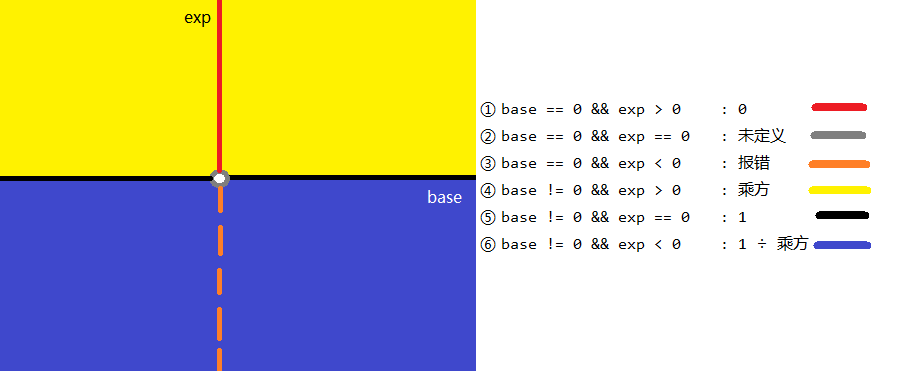 exp
base
① base == 0 && exp > 0 : 0
② base == 0 && exp == 0 : 未定义
③ base == 0 && exp < 0 : 报错
④ base != 0 && exp > 0 : 乘方
⑤ base != 0 && exp == 0 : 1
⑥ base != 0 && exp < 0 : 1 ÷ 乘方